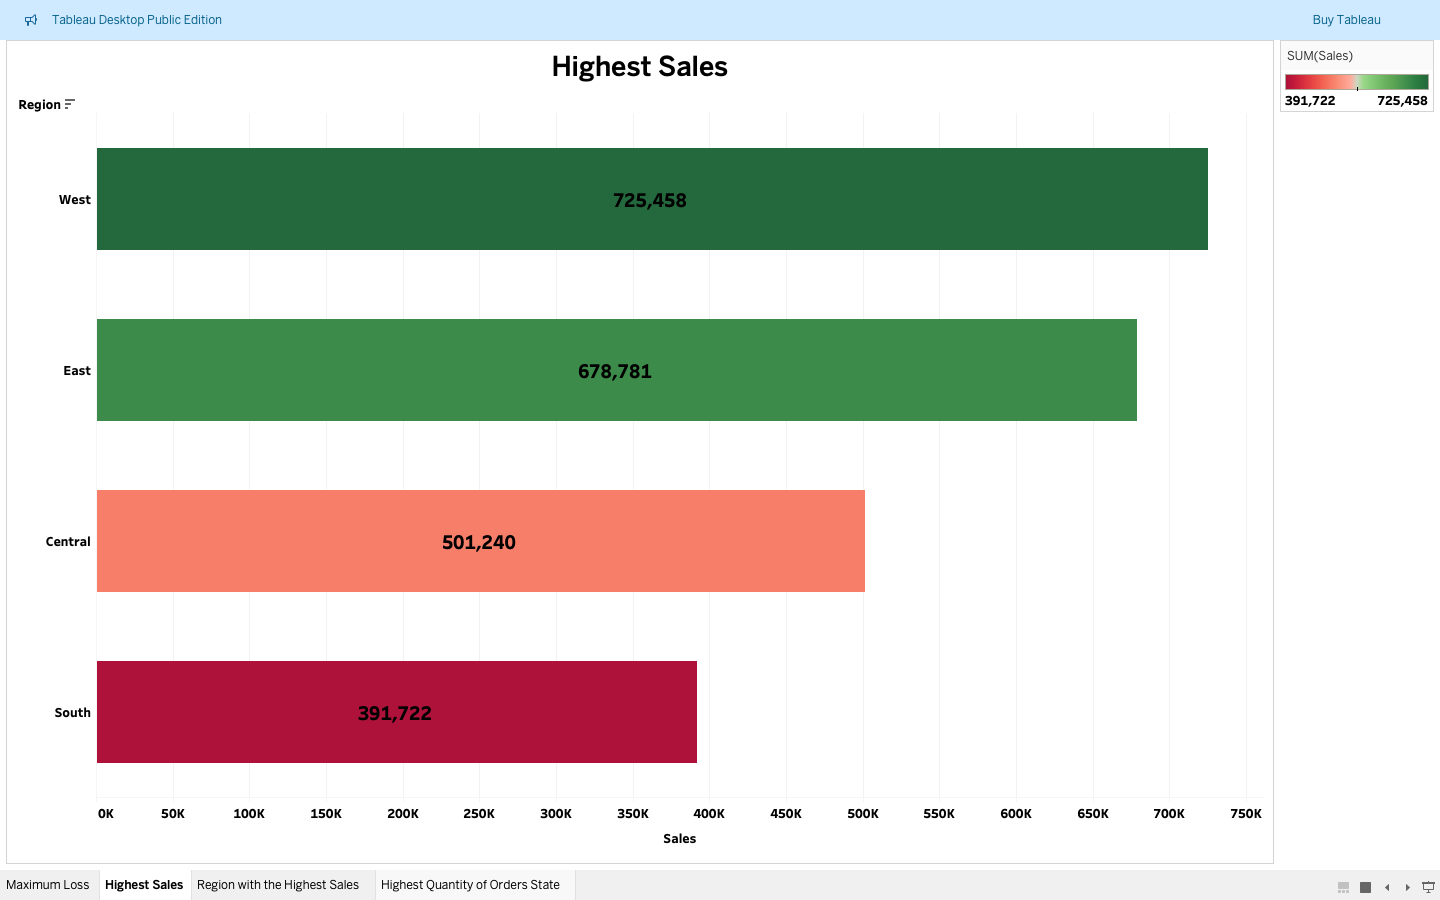 Tableau Desktop Public Edition
Buy Tableau
Highest Sales
SUM(Sales)
391,722 725,458
Region
West
725,458
East
678,781
Central
501,240
South
391,722
0K 50K 100K 150K 200K 250K 300K 350K 400K 450K 500K 550K 600K 650K 700K 750K
Sales
Maximum Loss Highest Sales Region with the Highest Sales Highest Quantity of Orders State